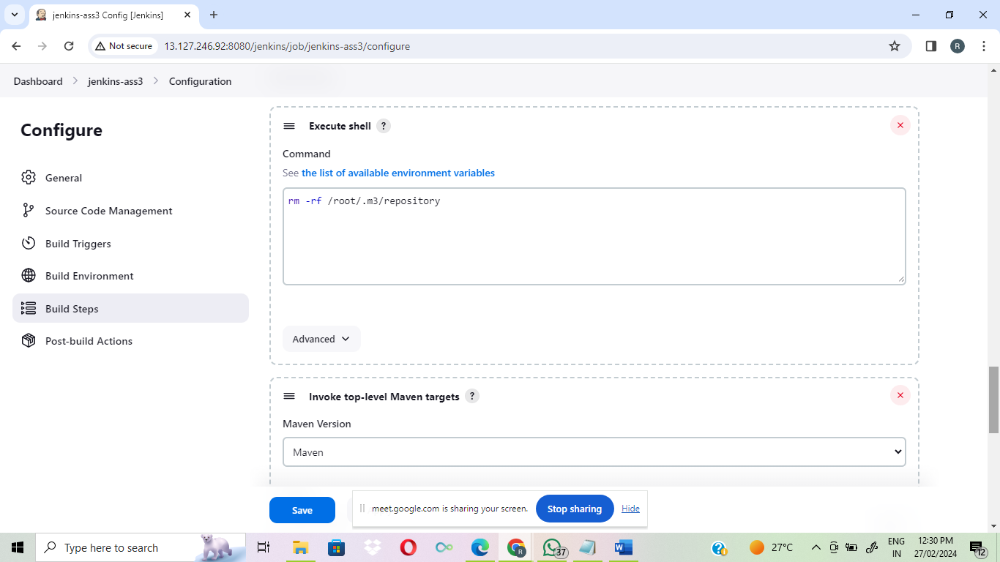 jenkins-ass3 Config [Jenkins]
Not secure
13.127.246.92:8080/jenkins/job/jenkins-ass3/configure
R
Dashboard
jenkins-ass3
Configuration
Configure
General
Source Code Management
Build Triggers
Build Environment
Build Steps
Post-build Actions
Execute shell ?
Command
See the list of available environment variables
rm -rf /root/.m3/repository
Advanced
Invoke top-level Maven targets ?
Maven Version
Maven
Save
meet.google.com is sharing your screen. Stop sharing Hide
Type here to search
R
37
27°C
ENG
IN
12:30 PM
27/02/2024
12